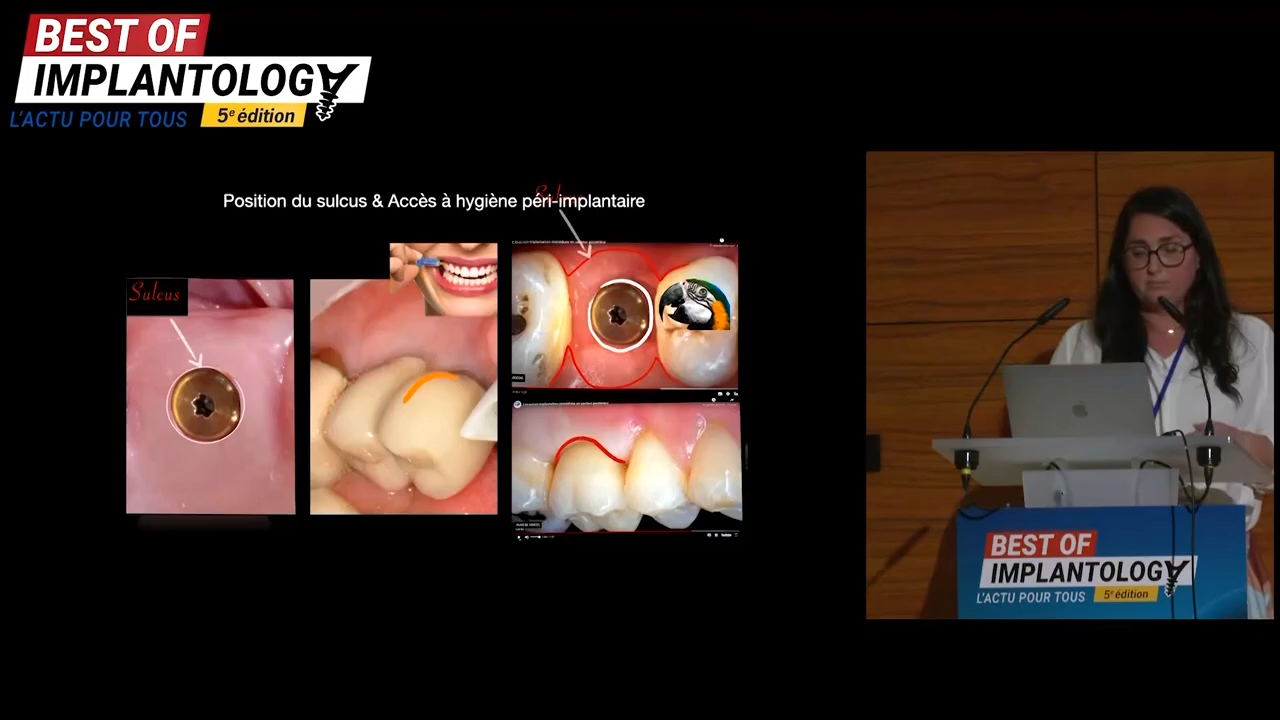 BEST OF
IMPLANTOLOGY
L'ACTU POUR TOUS
5e édition
Position du sulcus & Accès à hygiène péri-implantaire
Sulcus
Sulcus
BEST OF
IMPLANTOLOGY
L'ACTU POUR TOUS
5e édition